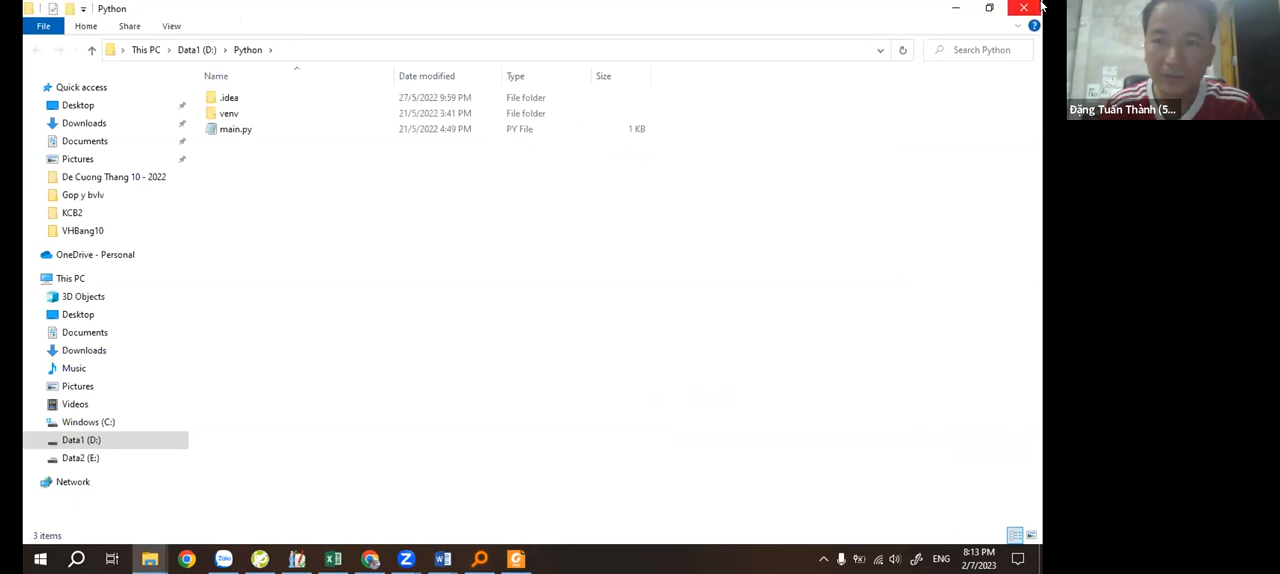 Python
File Home Share View
This PC Data1 (D:) Python
Search Python
Name Date modified Type Size
.idea 27/5/2022 9:59 PM File folder
venv 21/5/2022 3:41 PM File folder
main.py 21/5/2022 4:49 PM PY File 1 KB
Quick access
Desktop
Downloads
Documents
Pictures
De Cuong Thang 10 - 2022
Gop y bvlv
KCB2
VHBang10
OneDrive - Personal
This PC
3D Objects
Desktop
Documents
Downloads
Music
Pictures
Videos
Windows (C:)
Data1 (D:)
Data2 (E:)
Network
3 items
Zalo
ENG
8:13 PM
2/7/2023
Đặng Tuấn Thành (5...